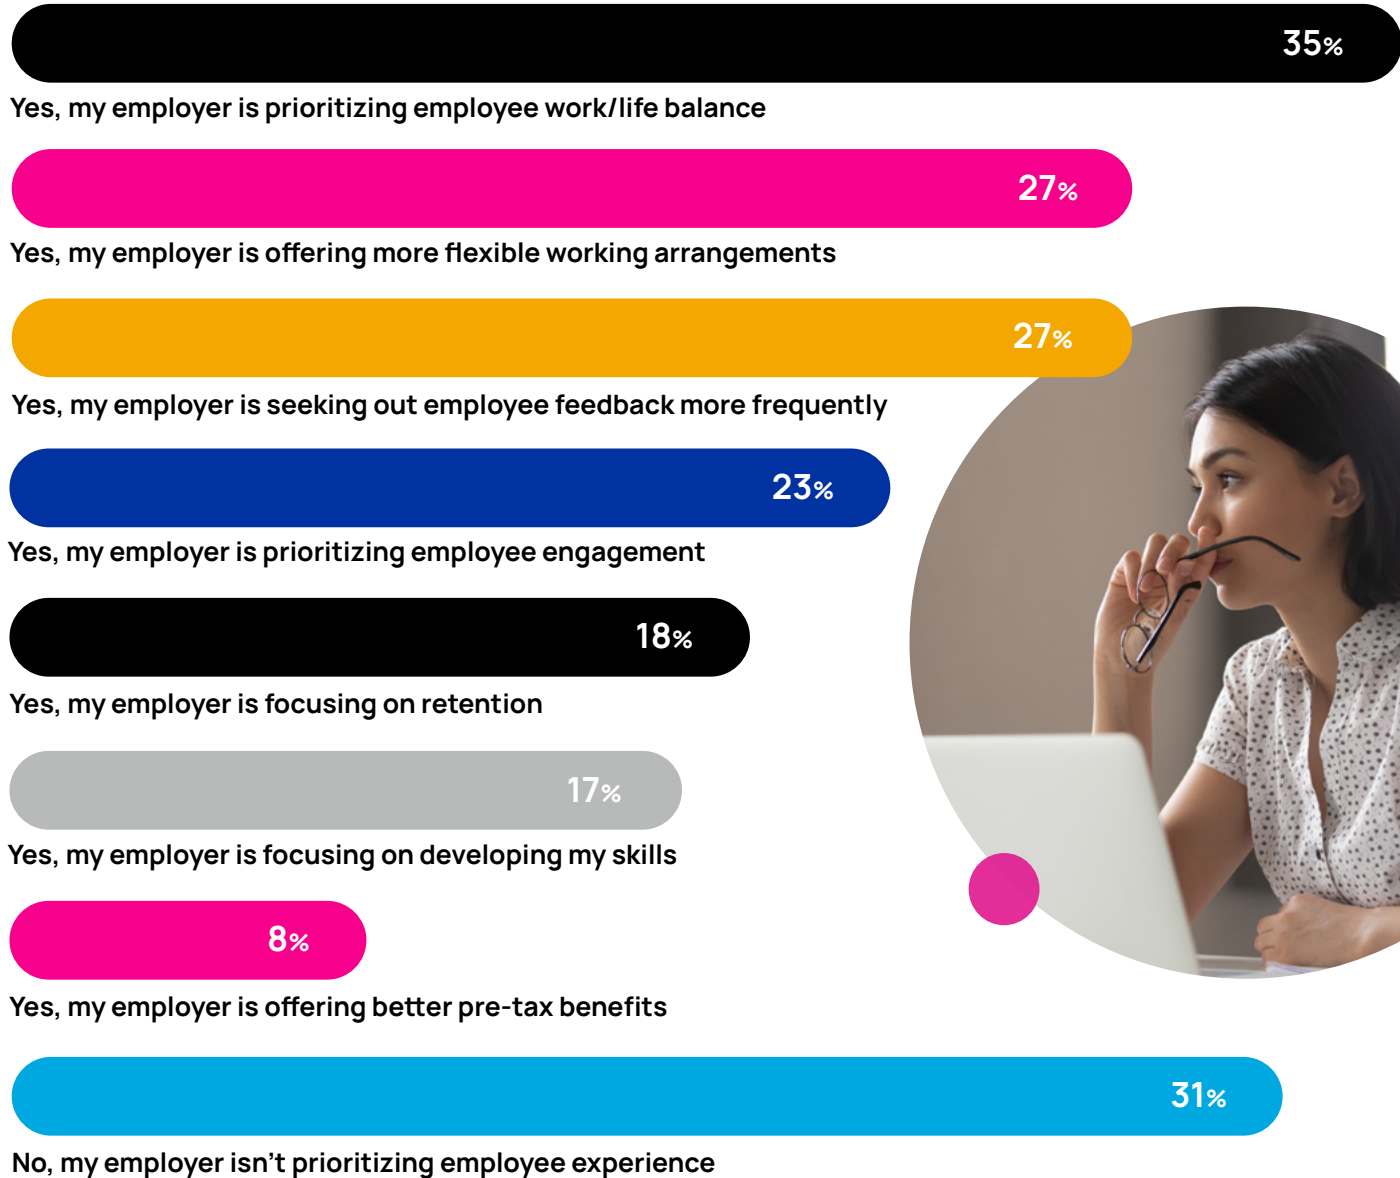 35%
Yes, my employer is prioritizing employee work/life balance
27%
Yes, my employer is offering more flexible working arrangements
27%
Yes, my employer is seeking out employee feedback more frequently
23%
Yes, my employer is prioritizing employee engagement
18%
Yes, my employer is focusing on retention
17%
Yes, my employer is focusing on developing my skills
8%
Yes, my employer is offering better pre-tax benefits
31%
No, my employer isn’t prioritizing employee experience